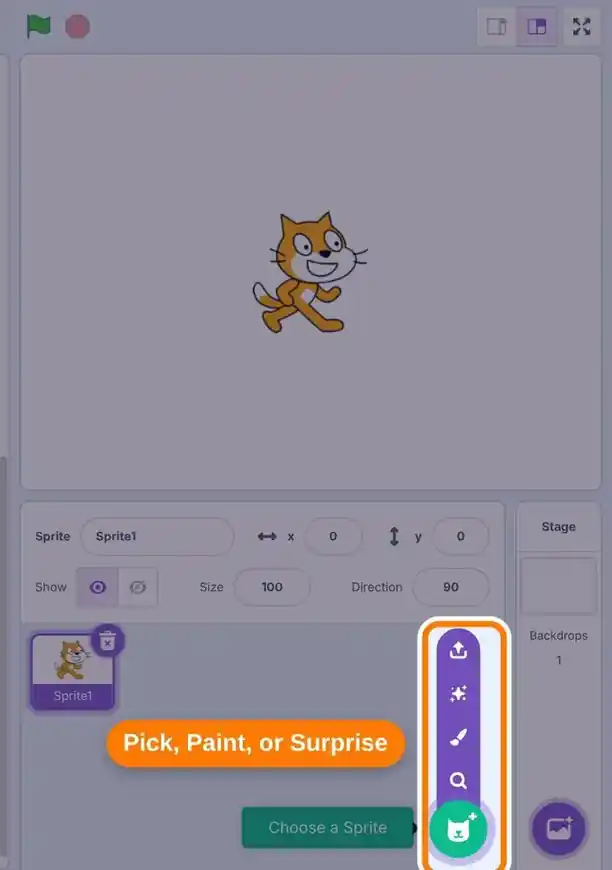 Sprite
Sprite1
x
0
y
0
Show
Size
100
Direction
90
Stage
Backdrops
1
Sprite1
Pick, Paint, or Surprise
Choose a Sprite